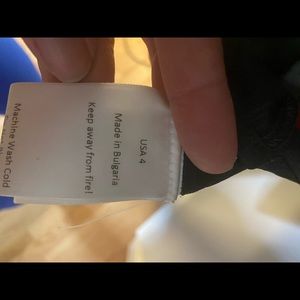 USA 4
Made in Bulgaria
Keep away from fire!
Machine Wash Cold